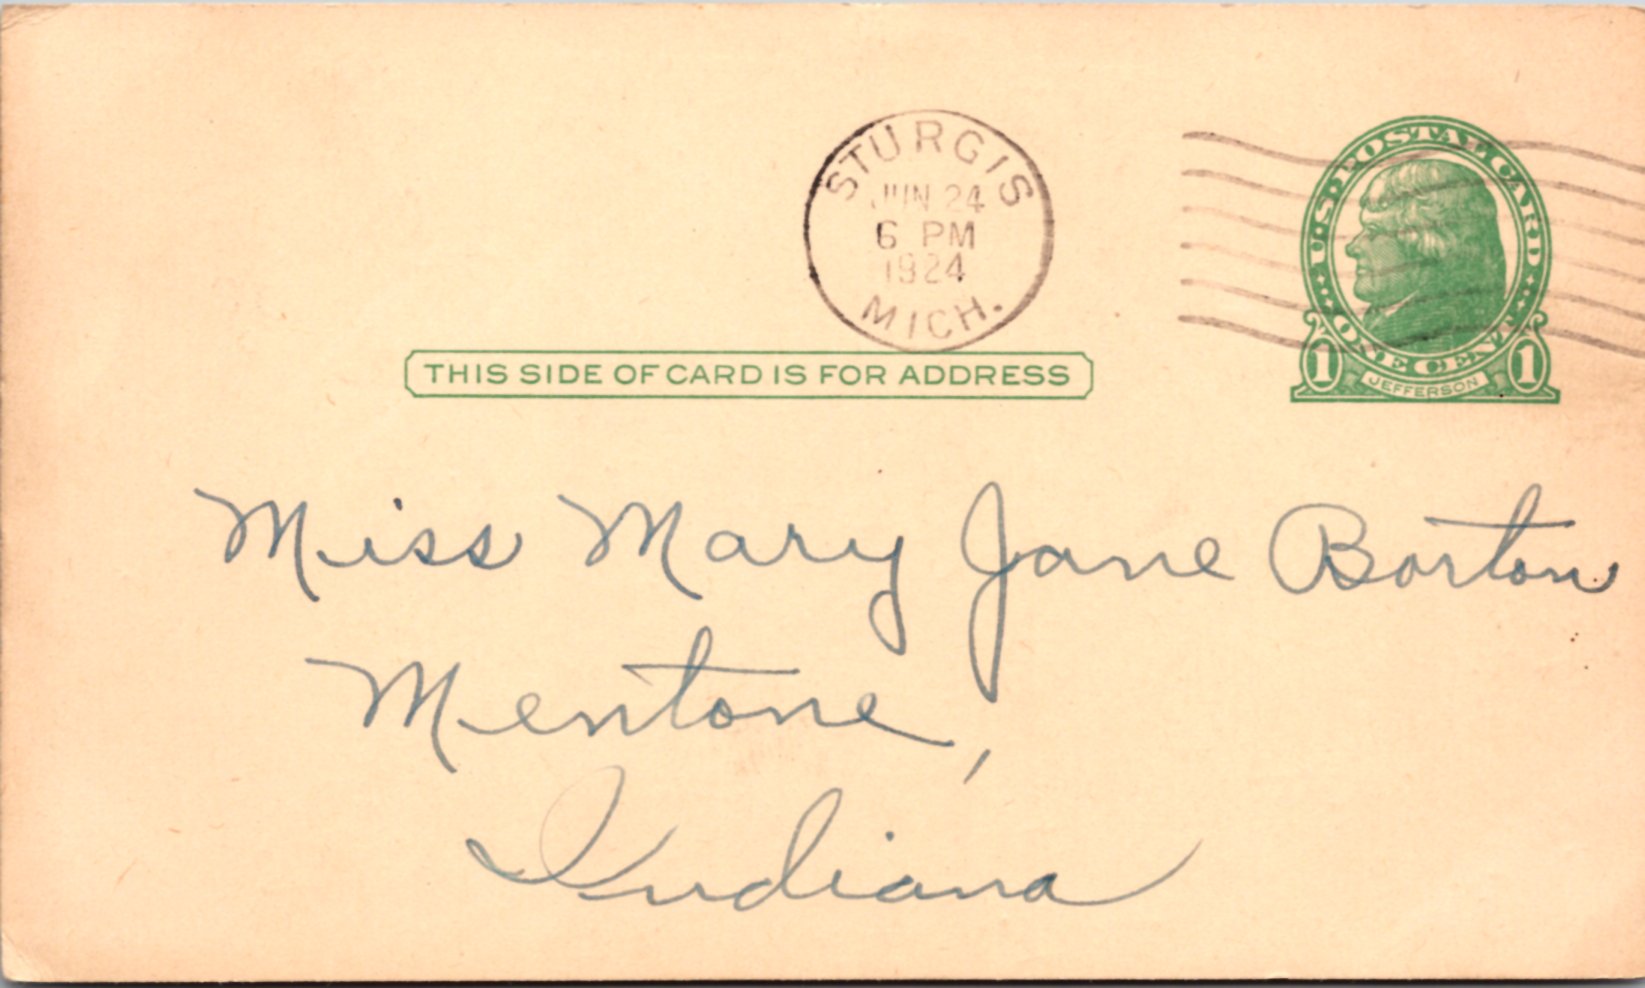 STURGIS
JUN 24
6 PM
1924
MICH.
U.S. POSTAL CARD
ONE CENT
1 JEFFERSON 1
THIS SIDE OF CARD IS FOR ADDRESS
Miss Mary Jane Borton
Mentone,
Indiana